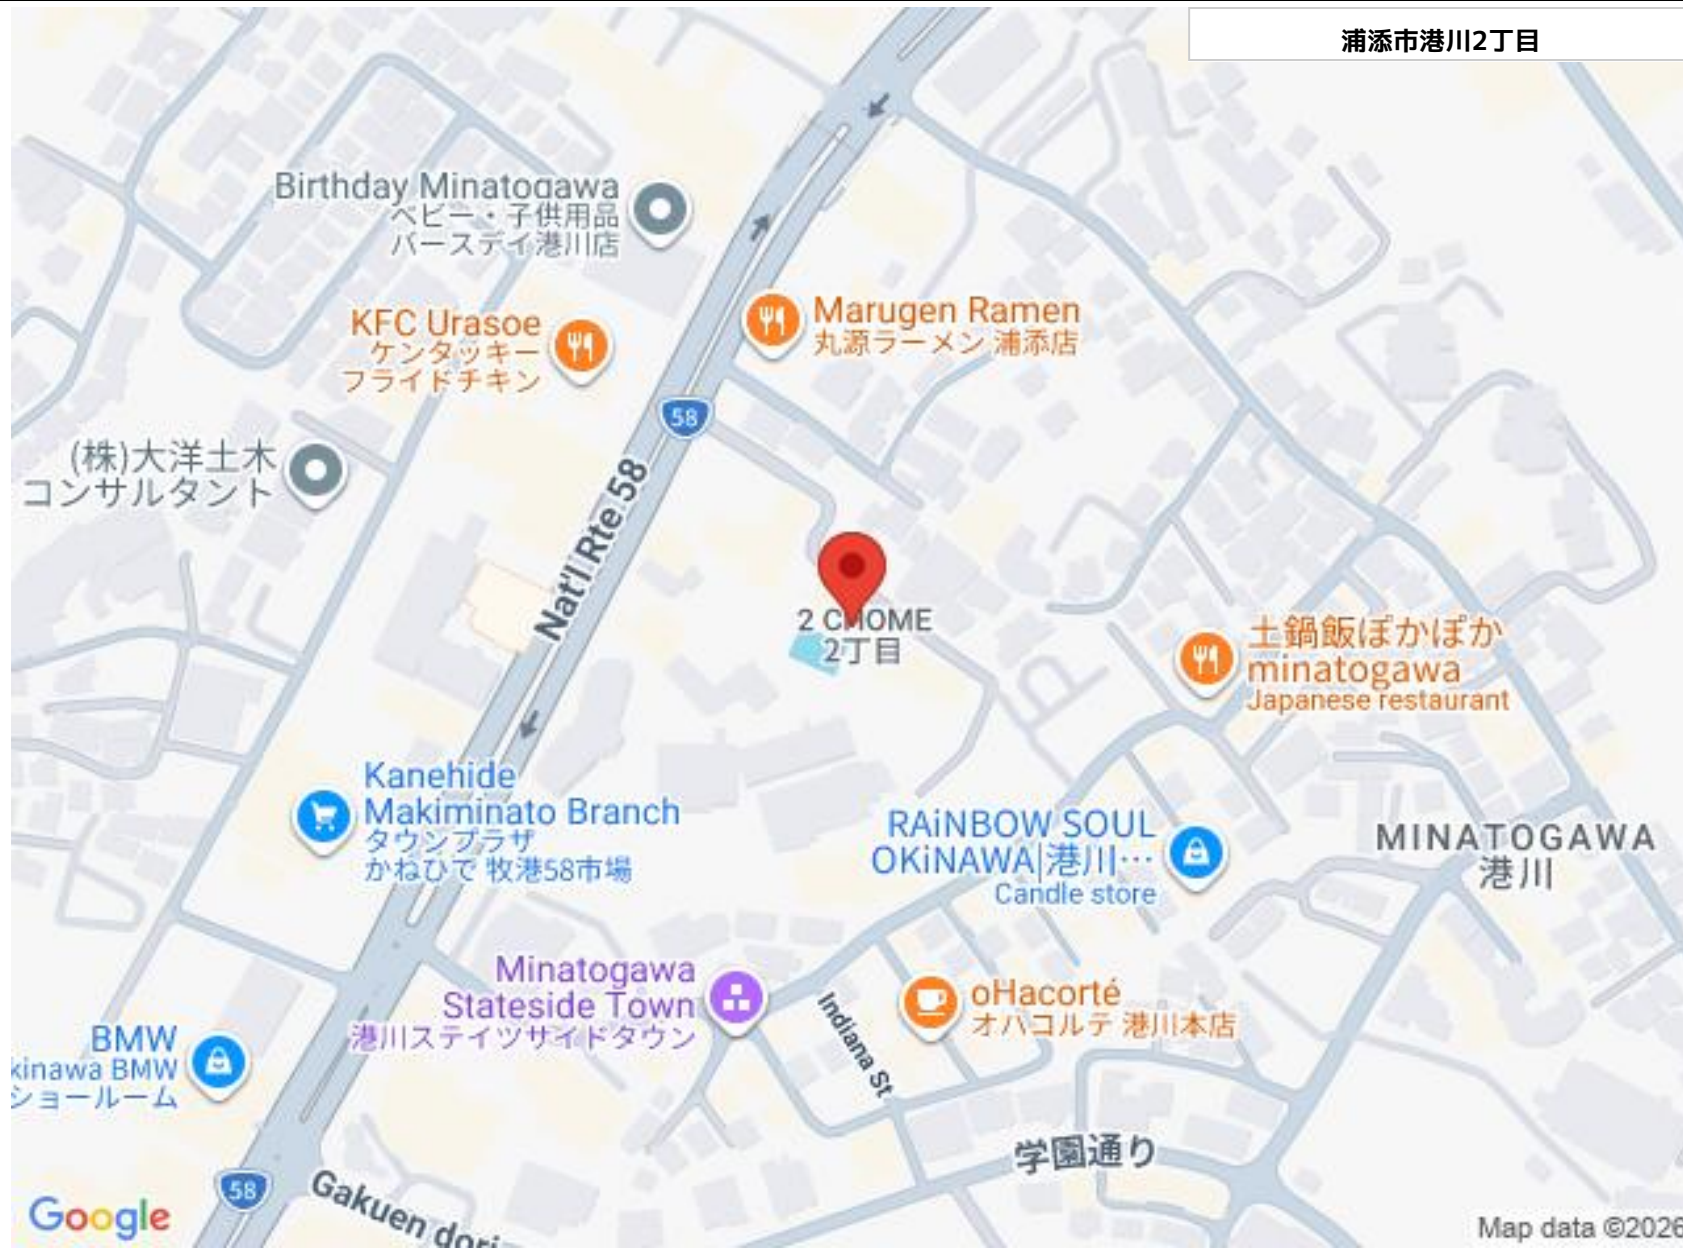 浦添市港川2丁目
Birthday Minatogawa
ベビー・子供用品
バースデイ港川店
KFC Urasoe
ケンタッキー
フライドチキン
Marugen Ramen
丸源ラーメン 浦添店
58
(株)大洋土木
コンサルタント
Nat'l Rte 58
2 CHOME
2丁目
土鍋飯ぽかぽか
minatogawa
Japanese restaurant
Kanehide
Makiminato Branch
タウンプラザ
かねひで 牧港58市場
RAiNBOW SOUL
OKiNAWA|港川…
Candle store
MINATOGAWA
港川
Minatogawa
Stateside Town
港川ステイツサイドタウン
oHacorté
オハコルテ 港川本店
Indiana St
BMW
kinawa BMW
ショールーム
学園通り
58
Gakuen dori
Google
Map data ©2026